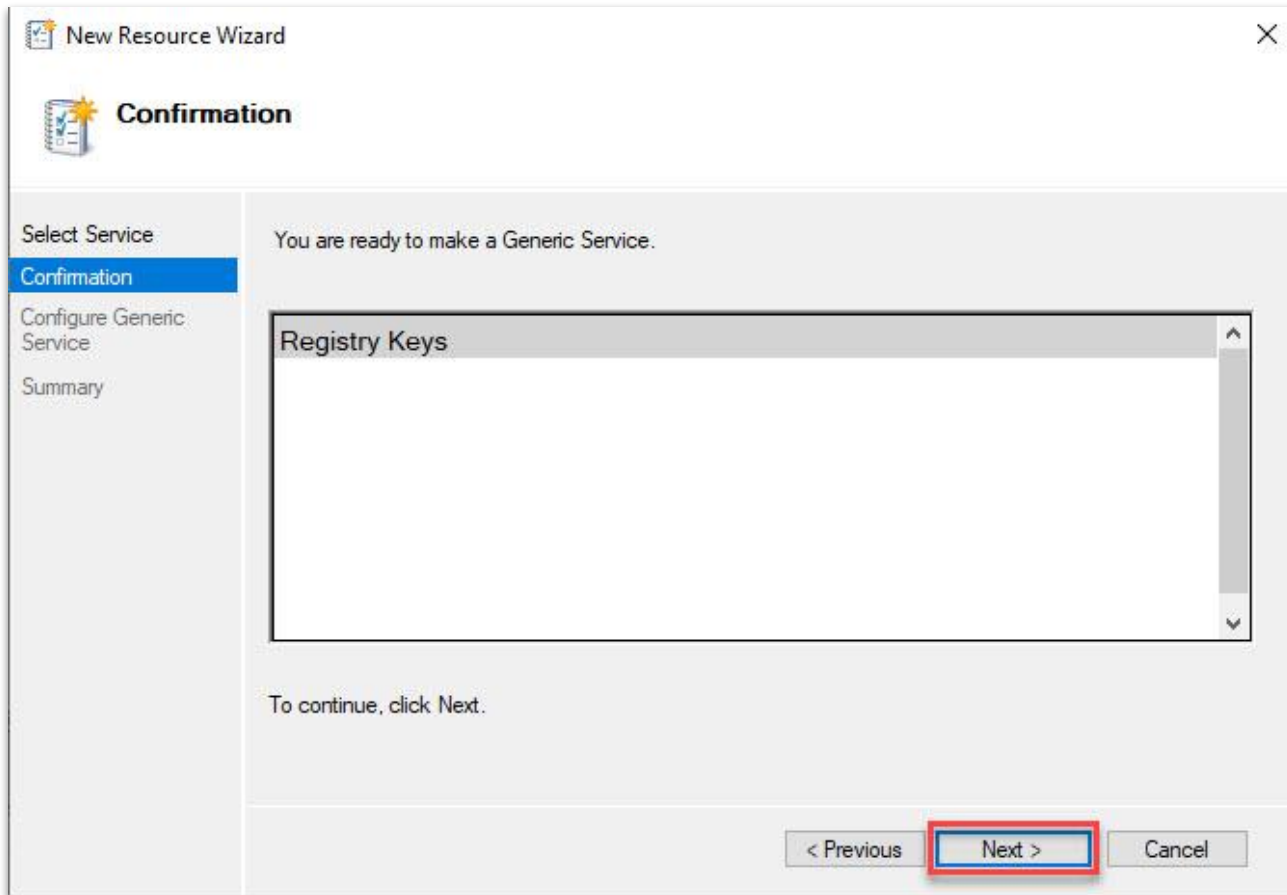 New Resource Wizard
Confirmation
Select Service
Confirmation
Configure Generic
Service
Summary
You are ready to make a Generic Service.
Registry Keys
To continue, click Next.
< Previous
Next >
Cancel